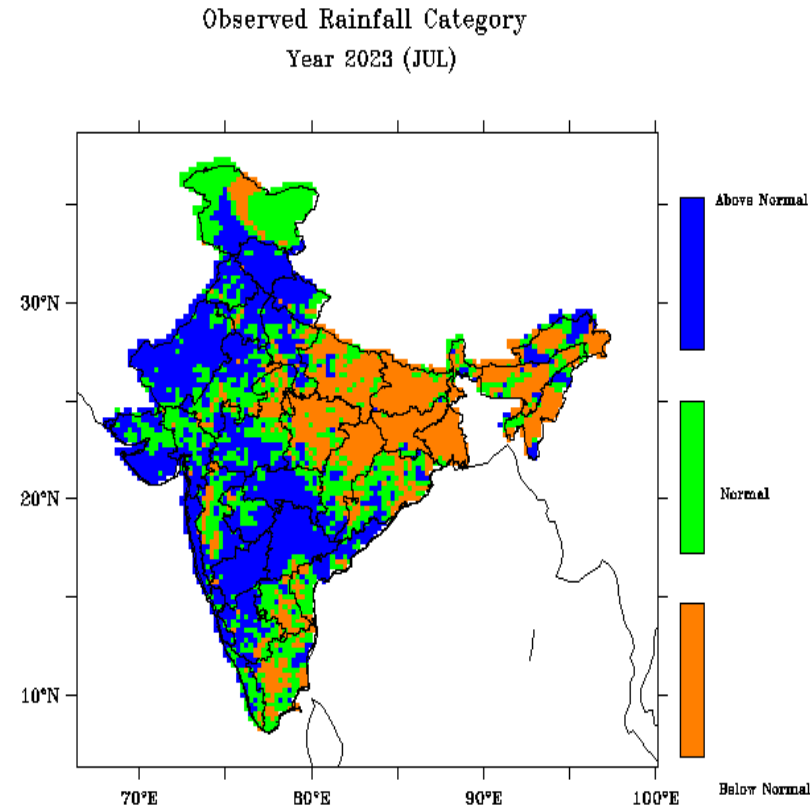 Observed Rainfall Category
Year 2023 (JUL)
Above Normal
30°N
Normal
20°N
10°N
Below Normal
70°E 80°E 90°E 100°E